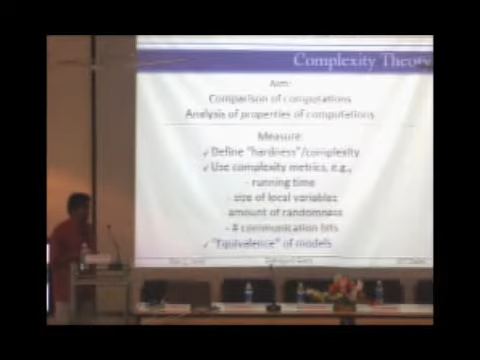 Complexity Theory
Aim:
Comparison of computations
Analysis of properties of computations
Measure:
✓ Define "hardness"/complexity
✓ Use complexity metrics, e.g.,
- running time
- size of local variables
amount of randomness
- # communication bits
✓ "Equivalence" of models